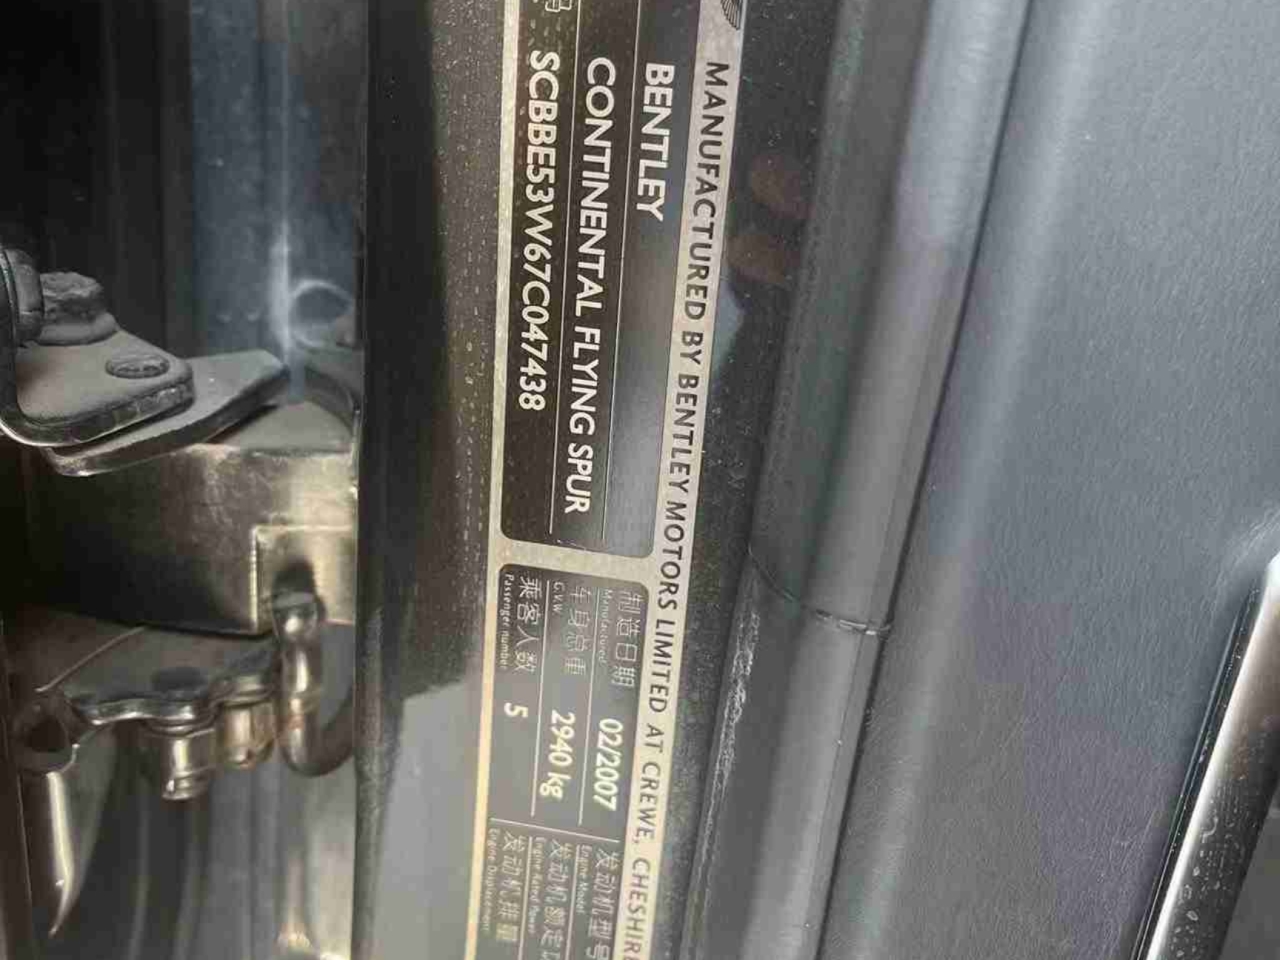 MANUFACTURED BY BENTLEY MOTORS LIMITED AT CREWE, CHESHIRE
BENTLEY
CONTINENTAL FLYING SPUR
号
SCBBE53W67C047438
制造日期 02/2007
Manufactured
车身总重 2940 kg
G.V.W
乘客人数 5
Passenger number
发动机型号
Engine Model
发动机额定
Engine Rated Power
发动机排量
Engine Displacement